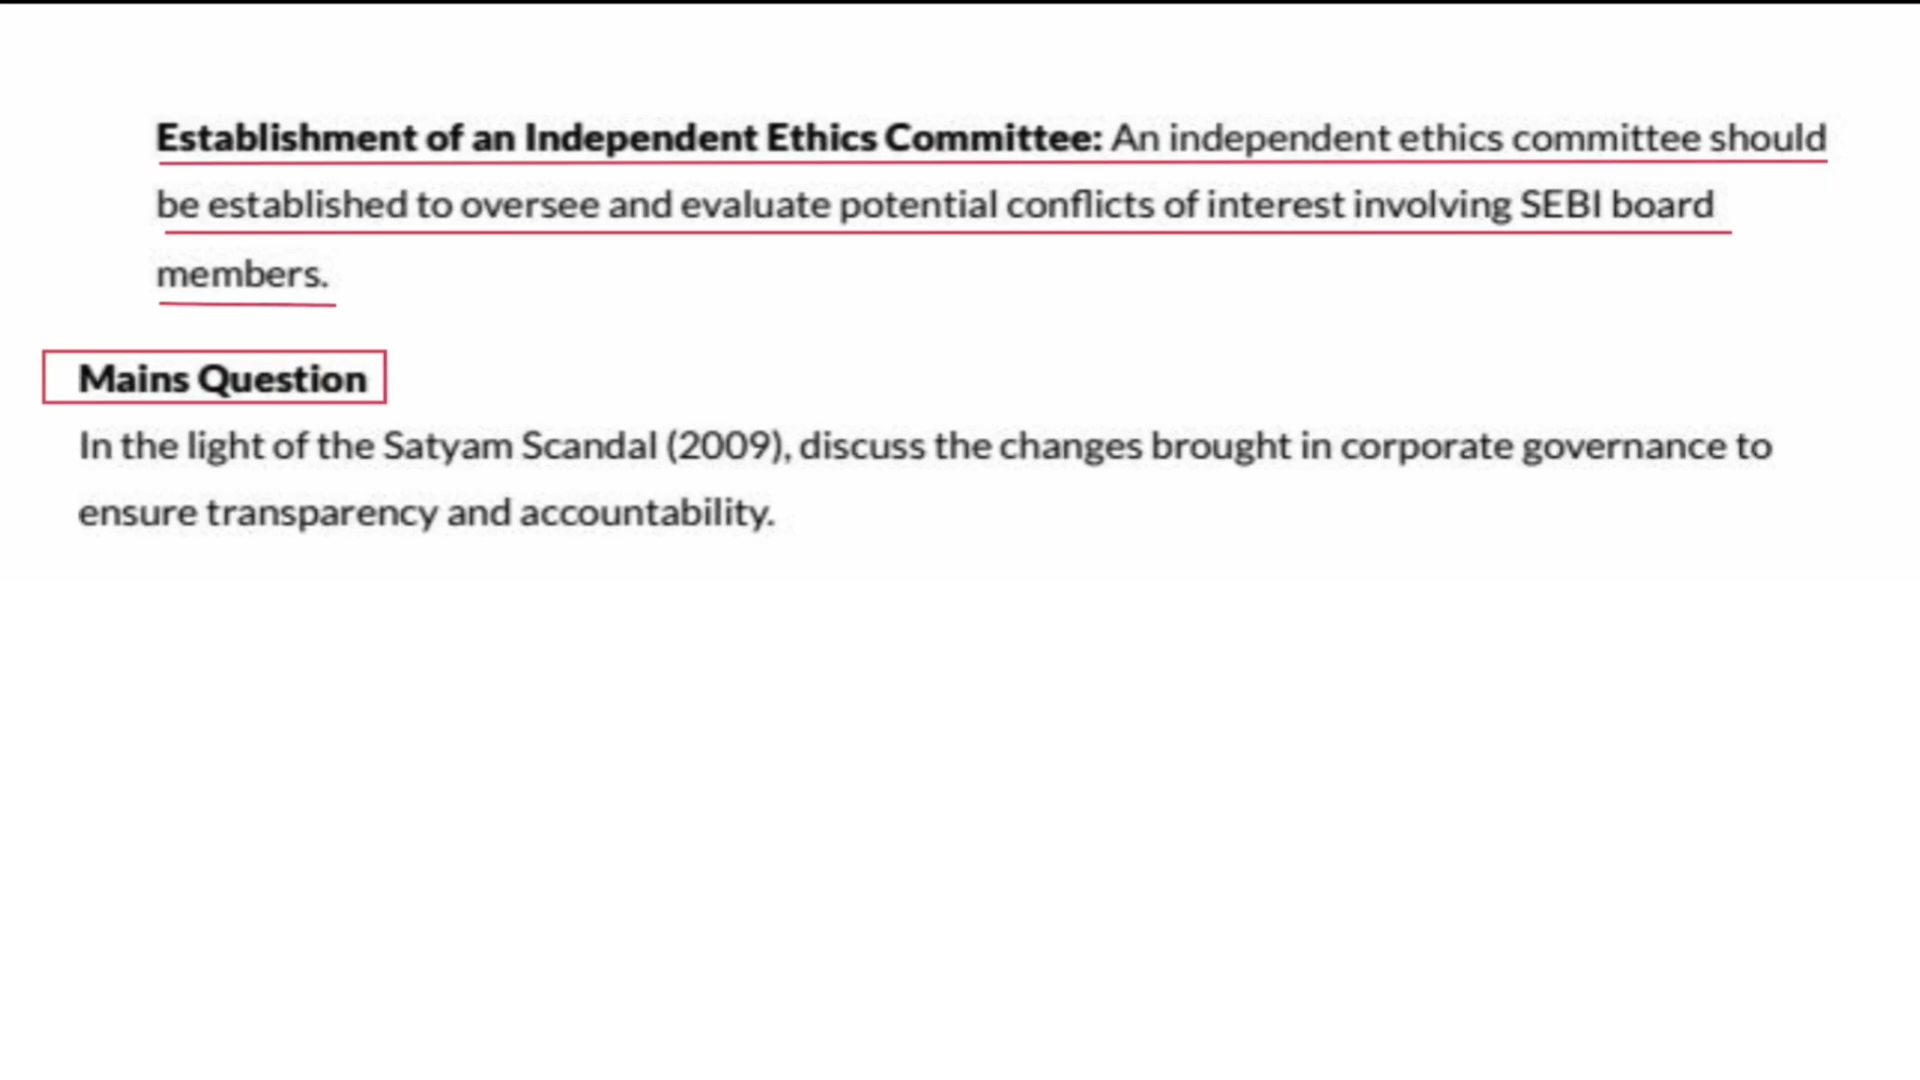 Establishment of an Independent Ethics Committee: An independent ethics committee should
be established to oversee and evaluate potential conflicts of interest involving SEBI board
members.
Mains Question
In the light of the Satyam Scandal (2009), discuss the changes brought in corporate governance to
ensure transparency and accountability.